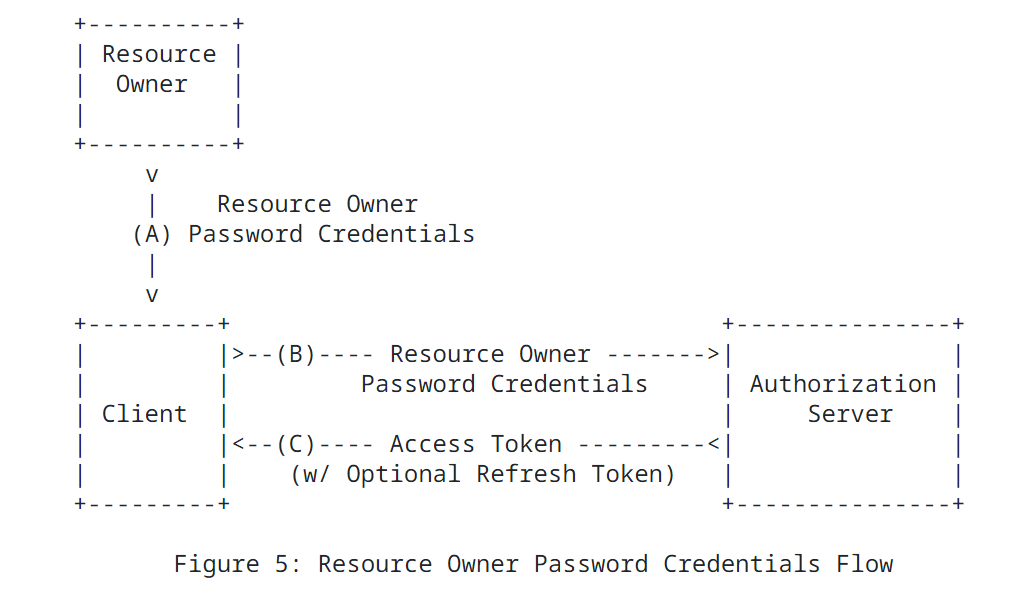 +----------+
| Resource |
|  Owner   |
|          |
+----------+
     v
     |    Resource Owner
    (A) Password Credentials
     |
     v
+---------+                                  +---------------+
|         |>--(B)---- Resource Owner ------->|               |
|         |         Password Credentials     | Authorization |
| Client  |                                  |     Server    |
|         |<--(C)---- Access Token ---------<|               |
|         |    (w/ Optional Refresh Token)   |               |
+---------+                                  +---------------+
Figure 5: Resource Owner Password Credentials Flow